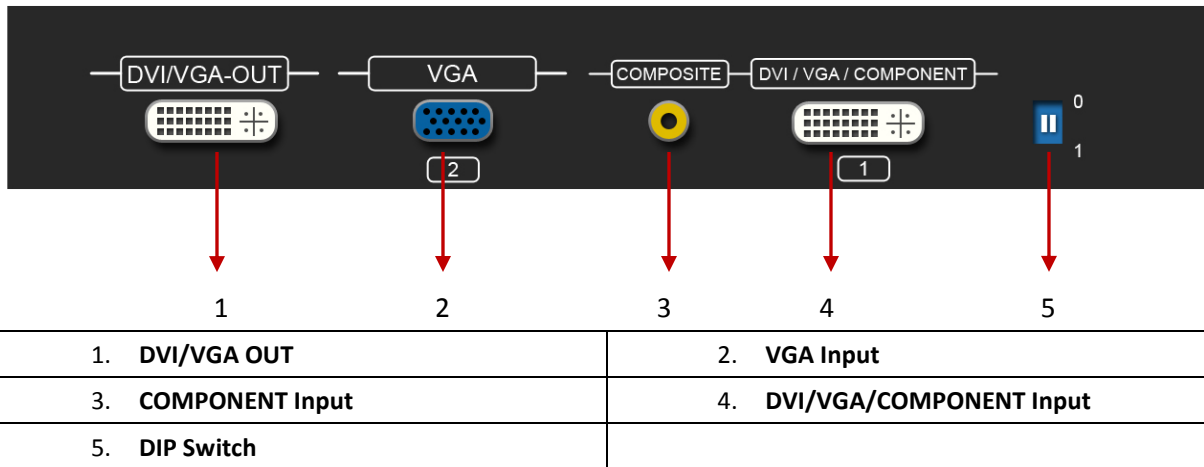 DVI/VGA-OUT VGA COMPOSITE DVI / VGA / COMPONENT
0
1
2 1
1 2 3 4 5
1. DVI/VGA OUT 2. VGA Input
3. COMPONENT Input 4. DVI/VGA/COMPONENT Input
5. DIP Switch